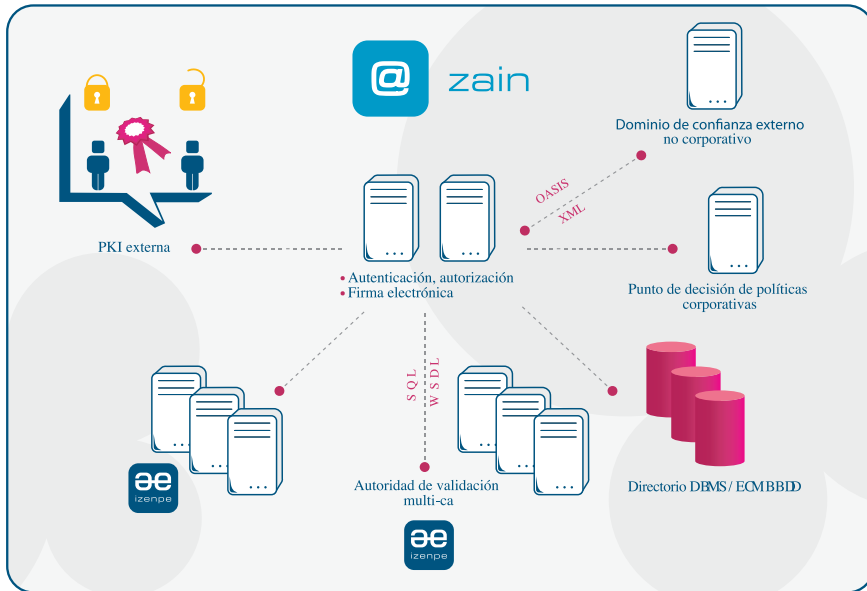 @ zain
Dominio de confianza externo
no corporativo
OASIS
XML
PKI externa
• Autenticación, autorización
• Firma electrónica
Punto de decisión de políticas
corporativas
SQL
WSDL
izenpe
Autoridad de validación
multi-ca
izenpe
Directorio DBMS / ECM BBDD